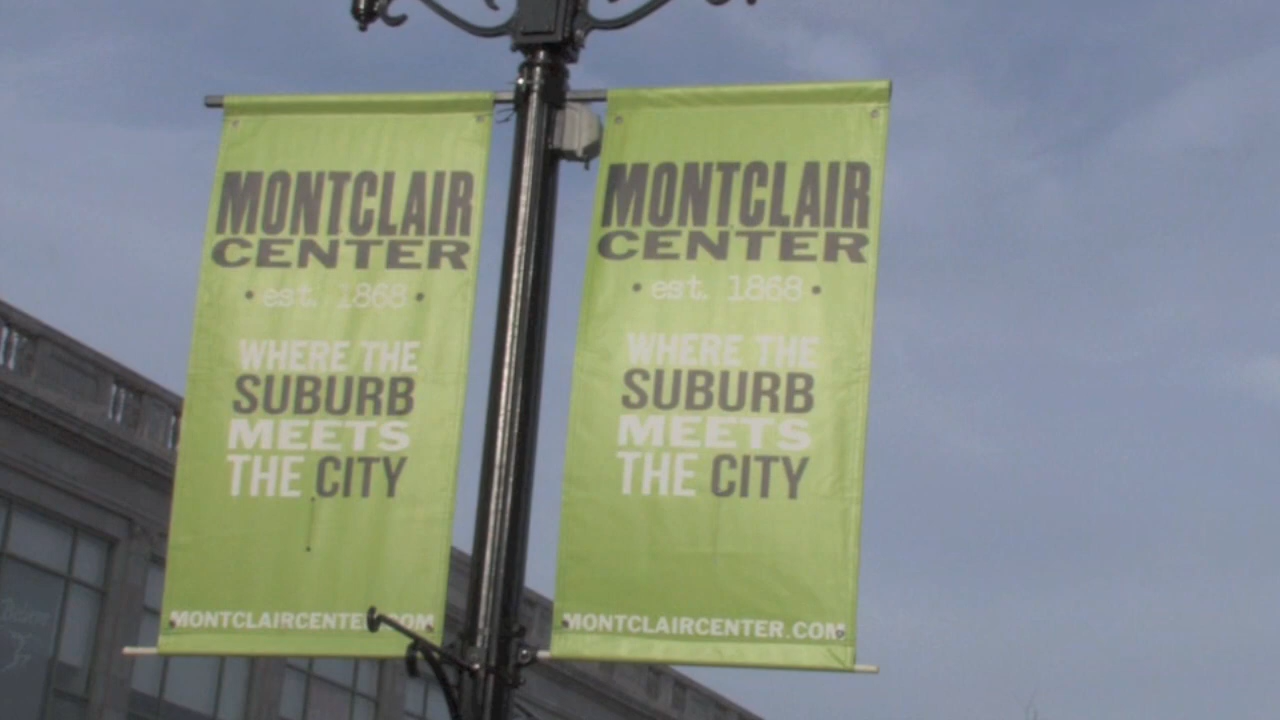 MONTCLAIR
CENTER
• est. 1868 •
WHERE THE
SUBURB
MEETS
THE CITY
MONTCLAIRCENTER.COM
MONTCLAIR
CENTER
• est. 1868 •
WHERE THE
SUBURB
MEETS
THE CITY
MONTCLAIRCENTER.COM